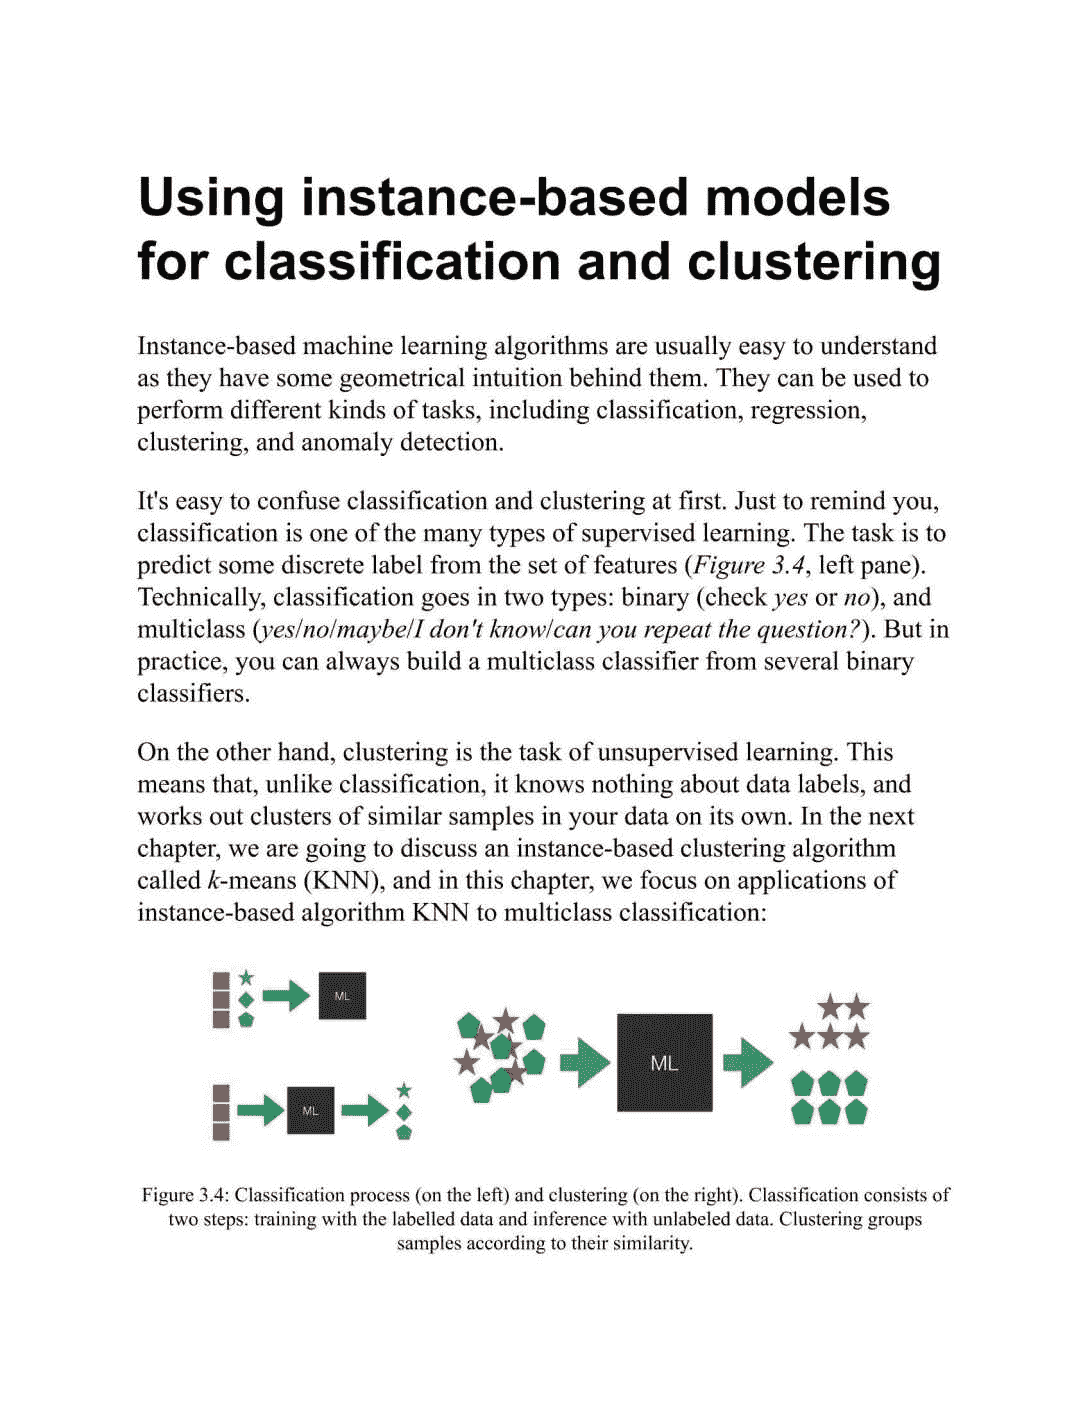 Using instance-based models
for classification and clustering
Instance-based machine learning algorithms are usually easy to understand
as they have some geometrical intuition behind them. They can be used to
perform different kinds of tasks, including classification, regression,
clustering, and anomaly detection.
It's easy to confuse classification and clustering at first. Just to remind you,
classification is one of the many types of supervised learning. The task is to
predict some discrete label from the set of features (Figure 3.4, left pane).
Technically, classification goes in two types: binary (check yes or no), and
multiclass (yes/no/maybe/I don't know/can you repeat the question?). But in
practice, you can always build a multiclass classifier from several binary
classifiers.
On the other hand, clustering is the task of unsupervised learning. This
means that, unlike classification, it knows nothing about data labels, and
works out clusters of similar samples in your data on its own. In the next
chapter, we are going to discuss an instance-based clustering algorithm
called k-means (KNN), and in this chapter, we focus on applications of
instance-based algorithm KNN to multiclass classification:
ML
ML
ML
Figure 3.4: Classification process (on the left) and clustering (on the right). Classification consists of
two steps: training with the labelled data and inference with unlabeled data. Clustering groups
samples according to their similarity.